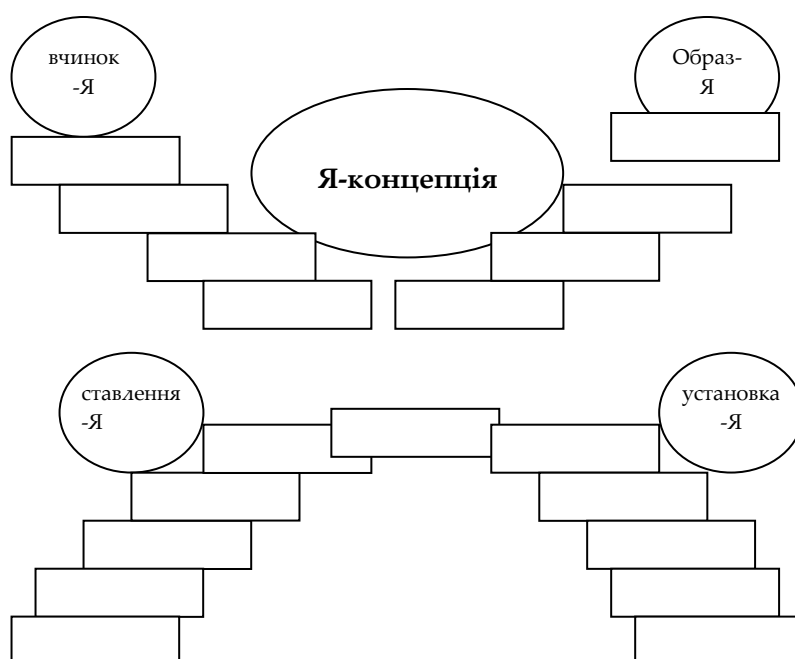 вчинок
-Я
Образ-
Я
Я-концепція
ставлення
-Я
установка
-Я